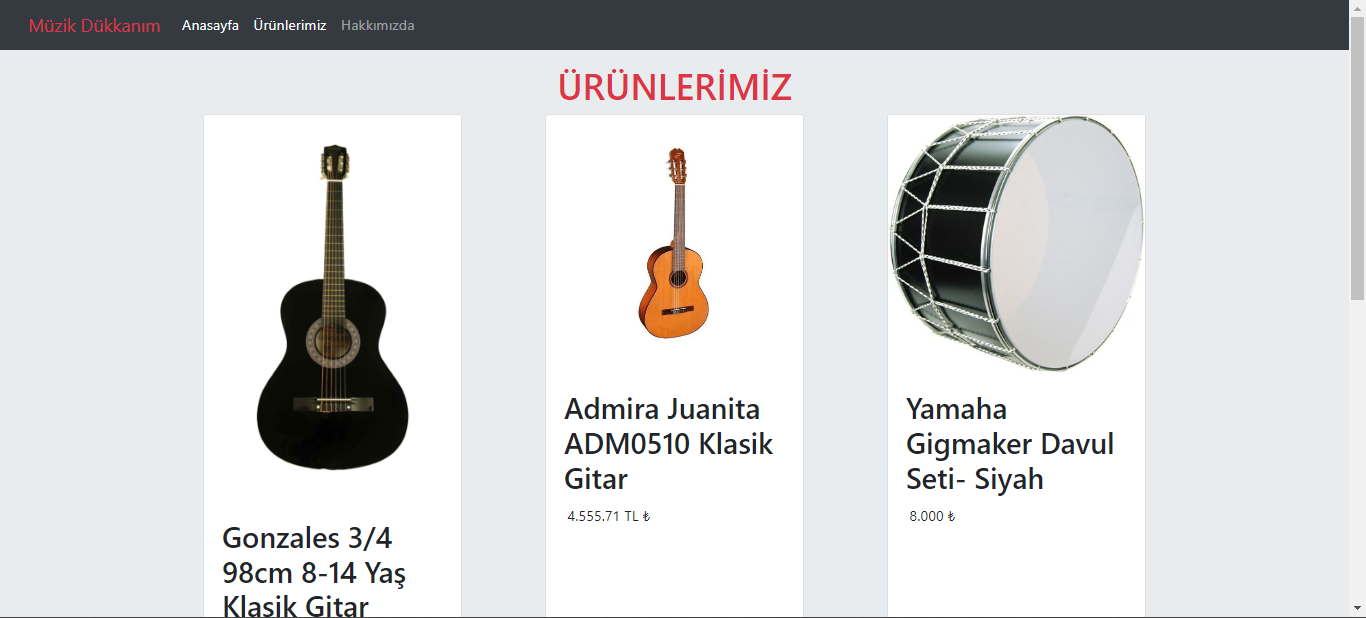 Müzik Dükkanım Anasayfa Ürünlerimiz Hakkımızda
ÜRÜNLERİMİZ
Gonzales 3/4
98cm 8-14 Yaş
Klasik Gitar
Admira Juanita
ADM0510 Klasik
Gitar
4.555.71 TL ₺
Yamaha
Gigmaker Davul
Seti- Siyah
8.000 ₺